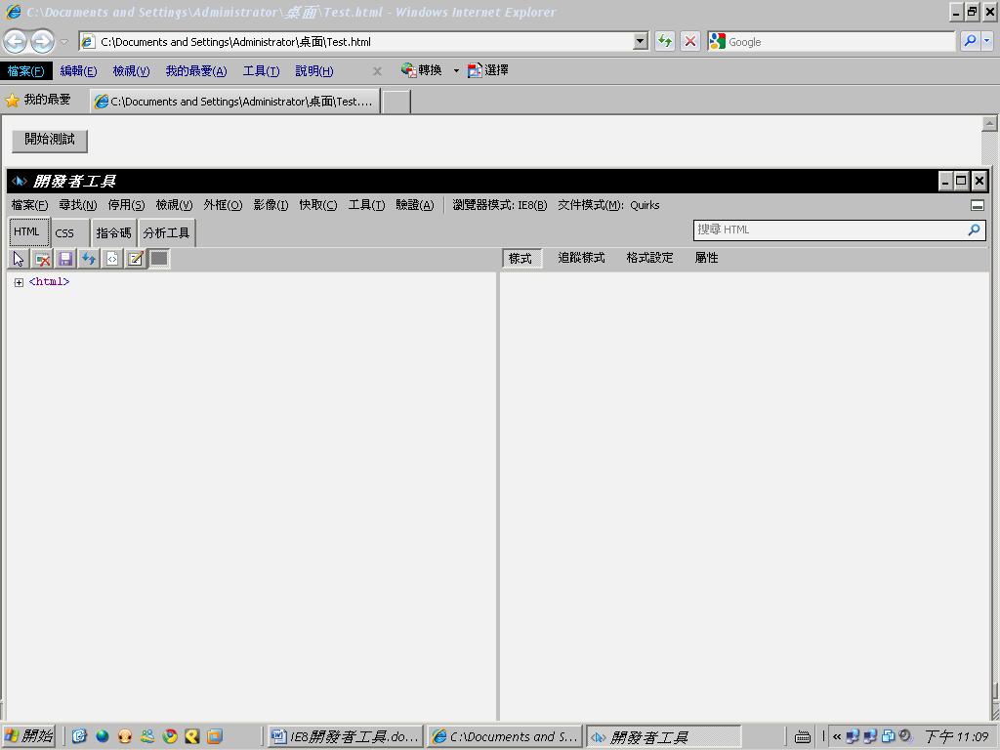 C:\Documents and Settings\Administrator\桌面\Test.html - Windows Internet Explorer
C:\Documents and Settings\Administrator\桌面\Test.html
Google
檔案(F) 編輯(E) 檢視(V) 我的最愛(A) 工具(T) 說明(H) x 轉換 選擇
我的最愛 C:\Documents and Settings\Administrator\桌面\Test....
開始測試
開發者工具
檔案(F) 尋找(N) 停用(S) 檢視(V) 外框(O) 影像(I) 快取(C) 工具(T) 驗證(A) 瀏覽器模式: IE8(B) 文件模式(M): Quirks
HTML CSS 指令碼 分析工具 搜尋 HTML
樣式 追蹤樣式 格式設定 屬性
<html>
開始 IE8開發者工具.do... C:\Documents and S... 開發者工具 下午 11:09